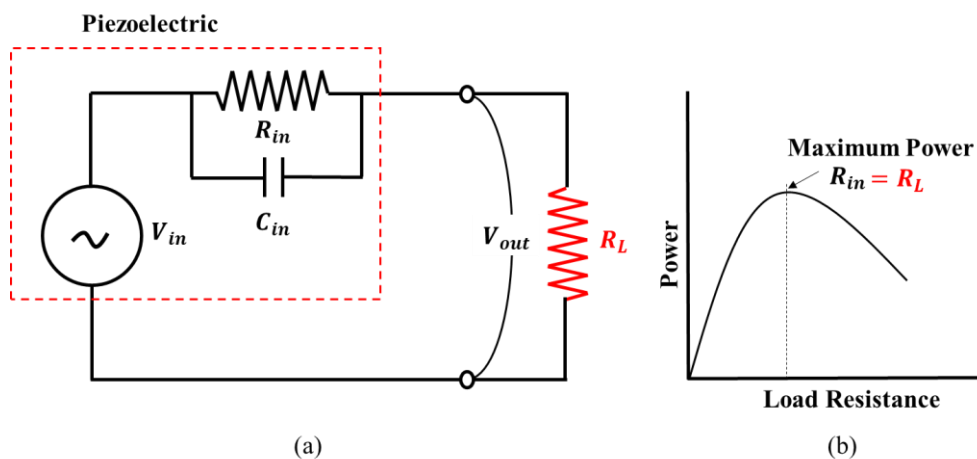 Piezoelectric
R_in
C_in
V_in
V_out
R_L
(a)
Maximum Power
R_in = R_L
Power
Load Resistance
(b)